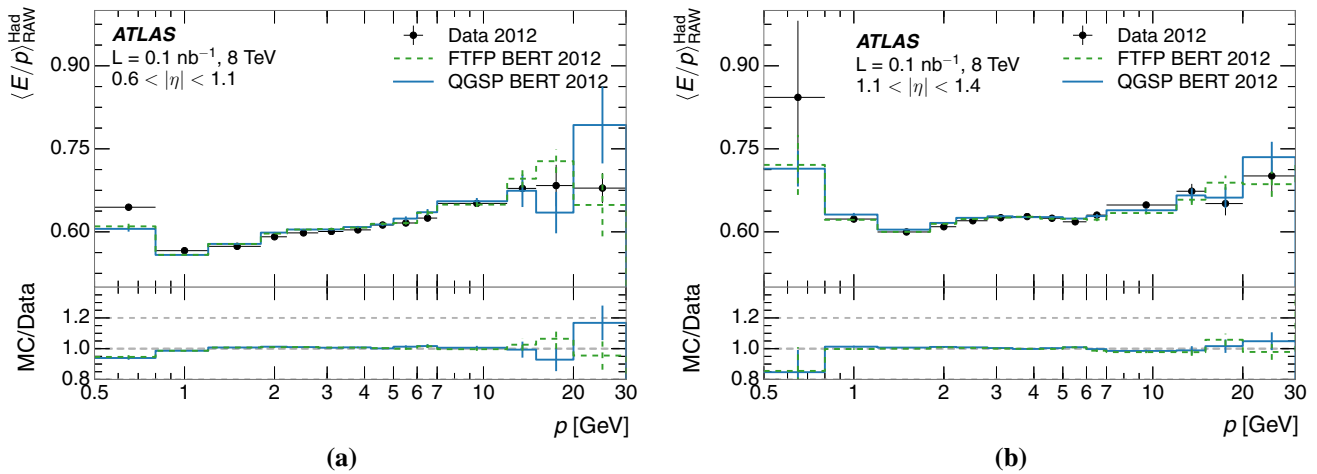 ⟨E/p⟩Had RAW
ATLAS
L = 0.1 nb⁻¹, 8 TeV
0.6 < |η| < 1.1
Data 2012
FTFP BERT 2012
QGSP BERT 2012
0.90
0.75
0.60
MC/Data
1.2
1.0
0.8
0.5 1 2 3 4 5 6 7 10 20 30
p [GeV]
(a)
⟨E/p⟩Had RAW
ATLAS
L = 0.1 nb⁻¹, 8 TeV
1.1 < |η| < 1.4
Data 2012
FTFP BERT 2012
QGSP BERT 2012
0.90
0.75
0.60
MC/Data
1.2
1.0
0.8
0.5 1 2 3 4 5 6 7 10 20 30
p [GeV]
(b)